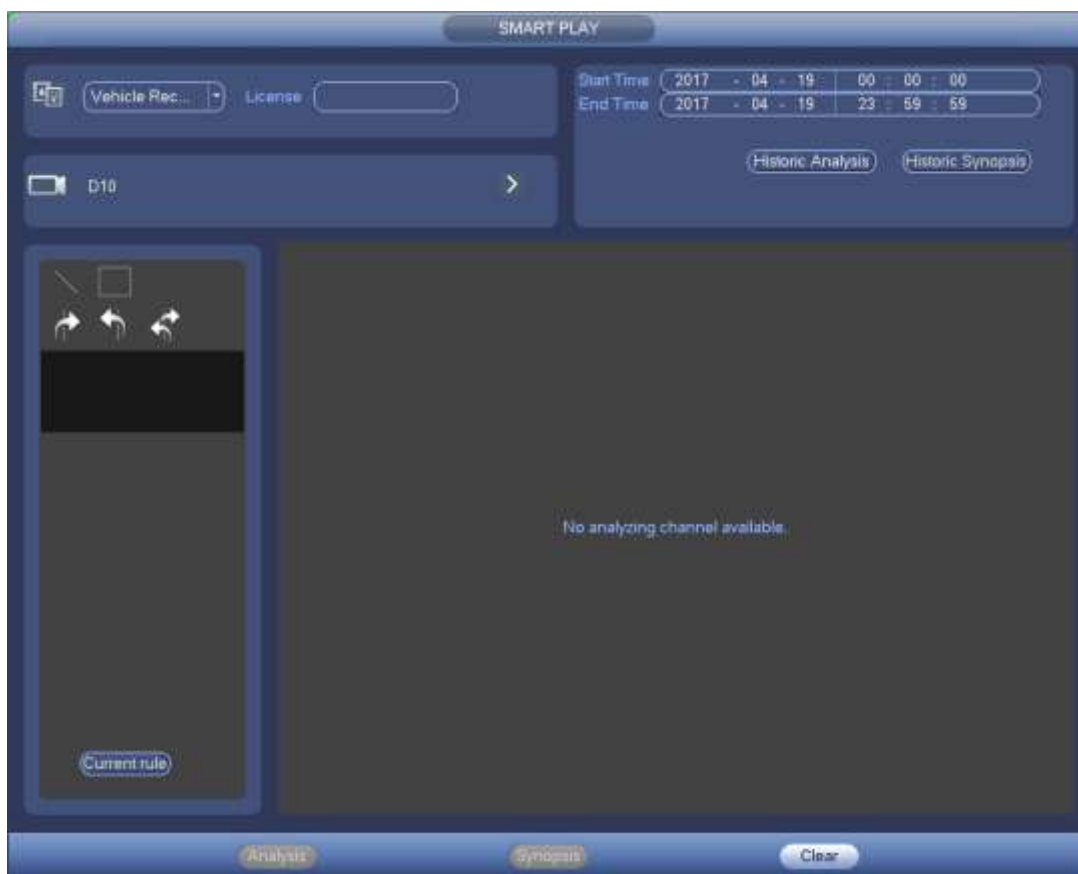 SMART PLAY
Vehicle Rec...
License
Start Time 2017 - 04 - 19 00 : 00 : 00
End Time 2017 - 04 - 19 23 : 59 : 59
Historic Analysis Historic Synopsis
D10
No analyzing channel available.
Current rule
Analysis Synopsis Clear